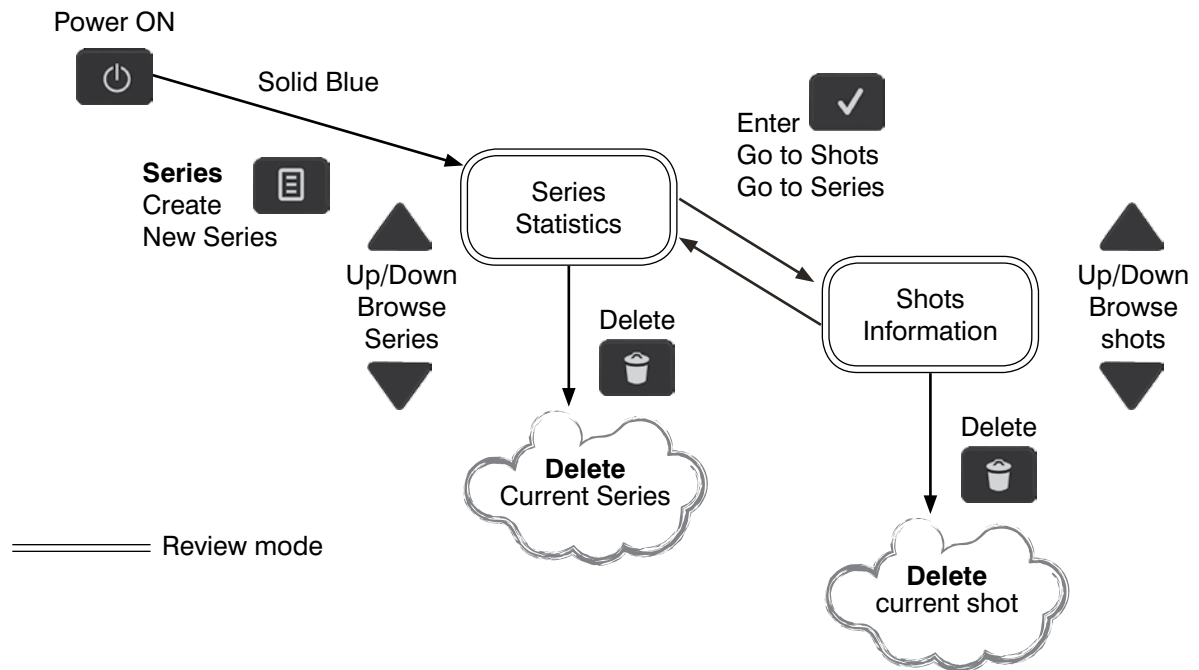 Power ON
Solid Blue
Enter
Go to Shots
Go to Series
Series
Create
New Series
Series
Statistics
Up/Down
Browse
Series
Shots
Information
Up/Down
Browse
shots
Delete
Delete
Current Series
Delete
Delete
current shot
Review mode